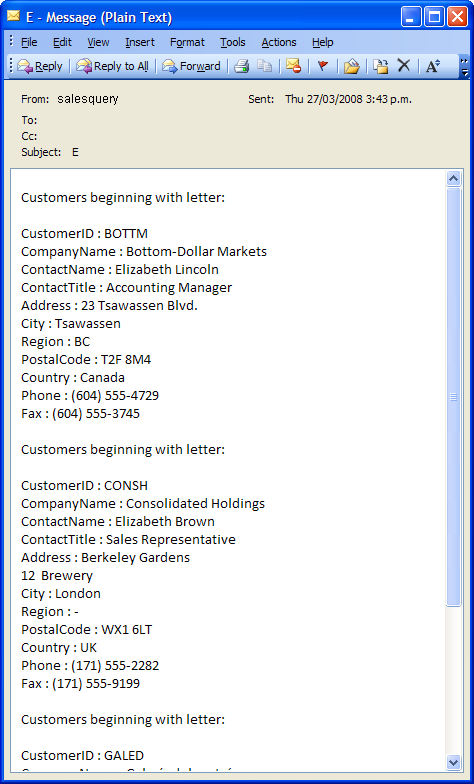 E - Message (Plain Text)
File Edit View Insert Format Tools Actions Help
Reply Reply to All Forward
From: salesquery Sent: Thu 27/03/2008 3:43 p.m.
To:
Cc:
Subject: E
Customers beginning with letter:
CustomerID : BOTTM
CompanyName : Bottom-Dollar Markets
ContactName : Elizabeth Lincoln
ContactTitle : Accounting Manager
Address : 23 Tsawassen Blvd.
City : Tsawassen
Region : BC
PostalCode : T2F 8M4
Country : Canada
Phone : (604) 555-4729
Fax : (604) 555-3745
Customers beginning with letter:
CustomerID : CONSH
CompanyName : Consolidated Holdings
ContactName : Elizabeth Brown
ContactTitle : Sales Representative
Address : Berkeley Gardens
12 Brewery
City : London
Region : -
PostalCode : WX1 6LT
Country : UK
Phone : (171) 555-2282
Fax : (171) 555-9199
Customers beginning with letter:
CustomerID : GALED